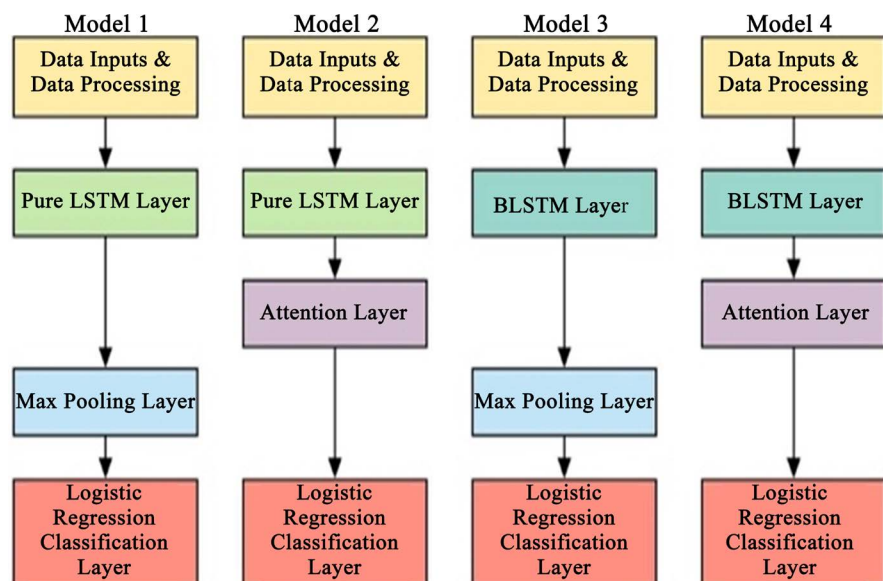 Model 1
Data Inputs &
Data Processing
Pure LSTM Layer
Max Pooling Layer
Logistic
Regression
Classification
Layer
Model 2
Data Inputs &
Data Processing
Pure LSTM Layer
Attention Layer
Logistic
Regression
Classification
Layer
Model 3
Data Inputs &
Data Processing
BLSTM Layer
Max Pooling Layer
Logistic
Regression
Classification
Layer
Model 4
Data Inputs &
Data Processing
BLSTM Layer
Attention Layer
Logistic
Regression
Classification
Layer